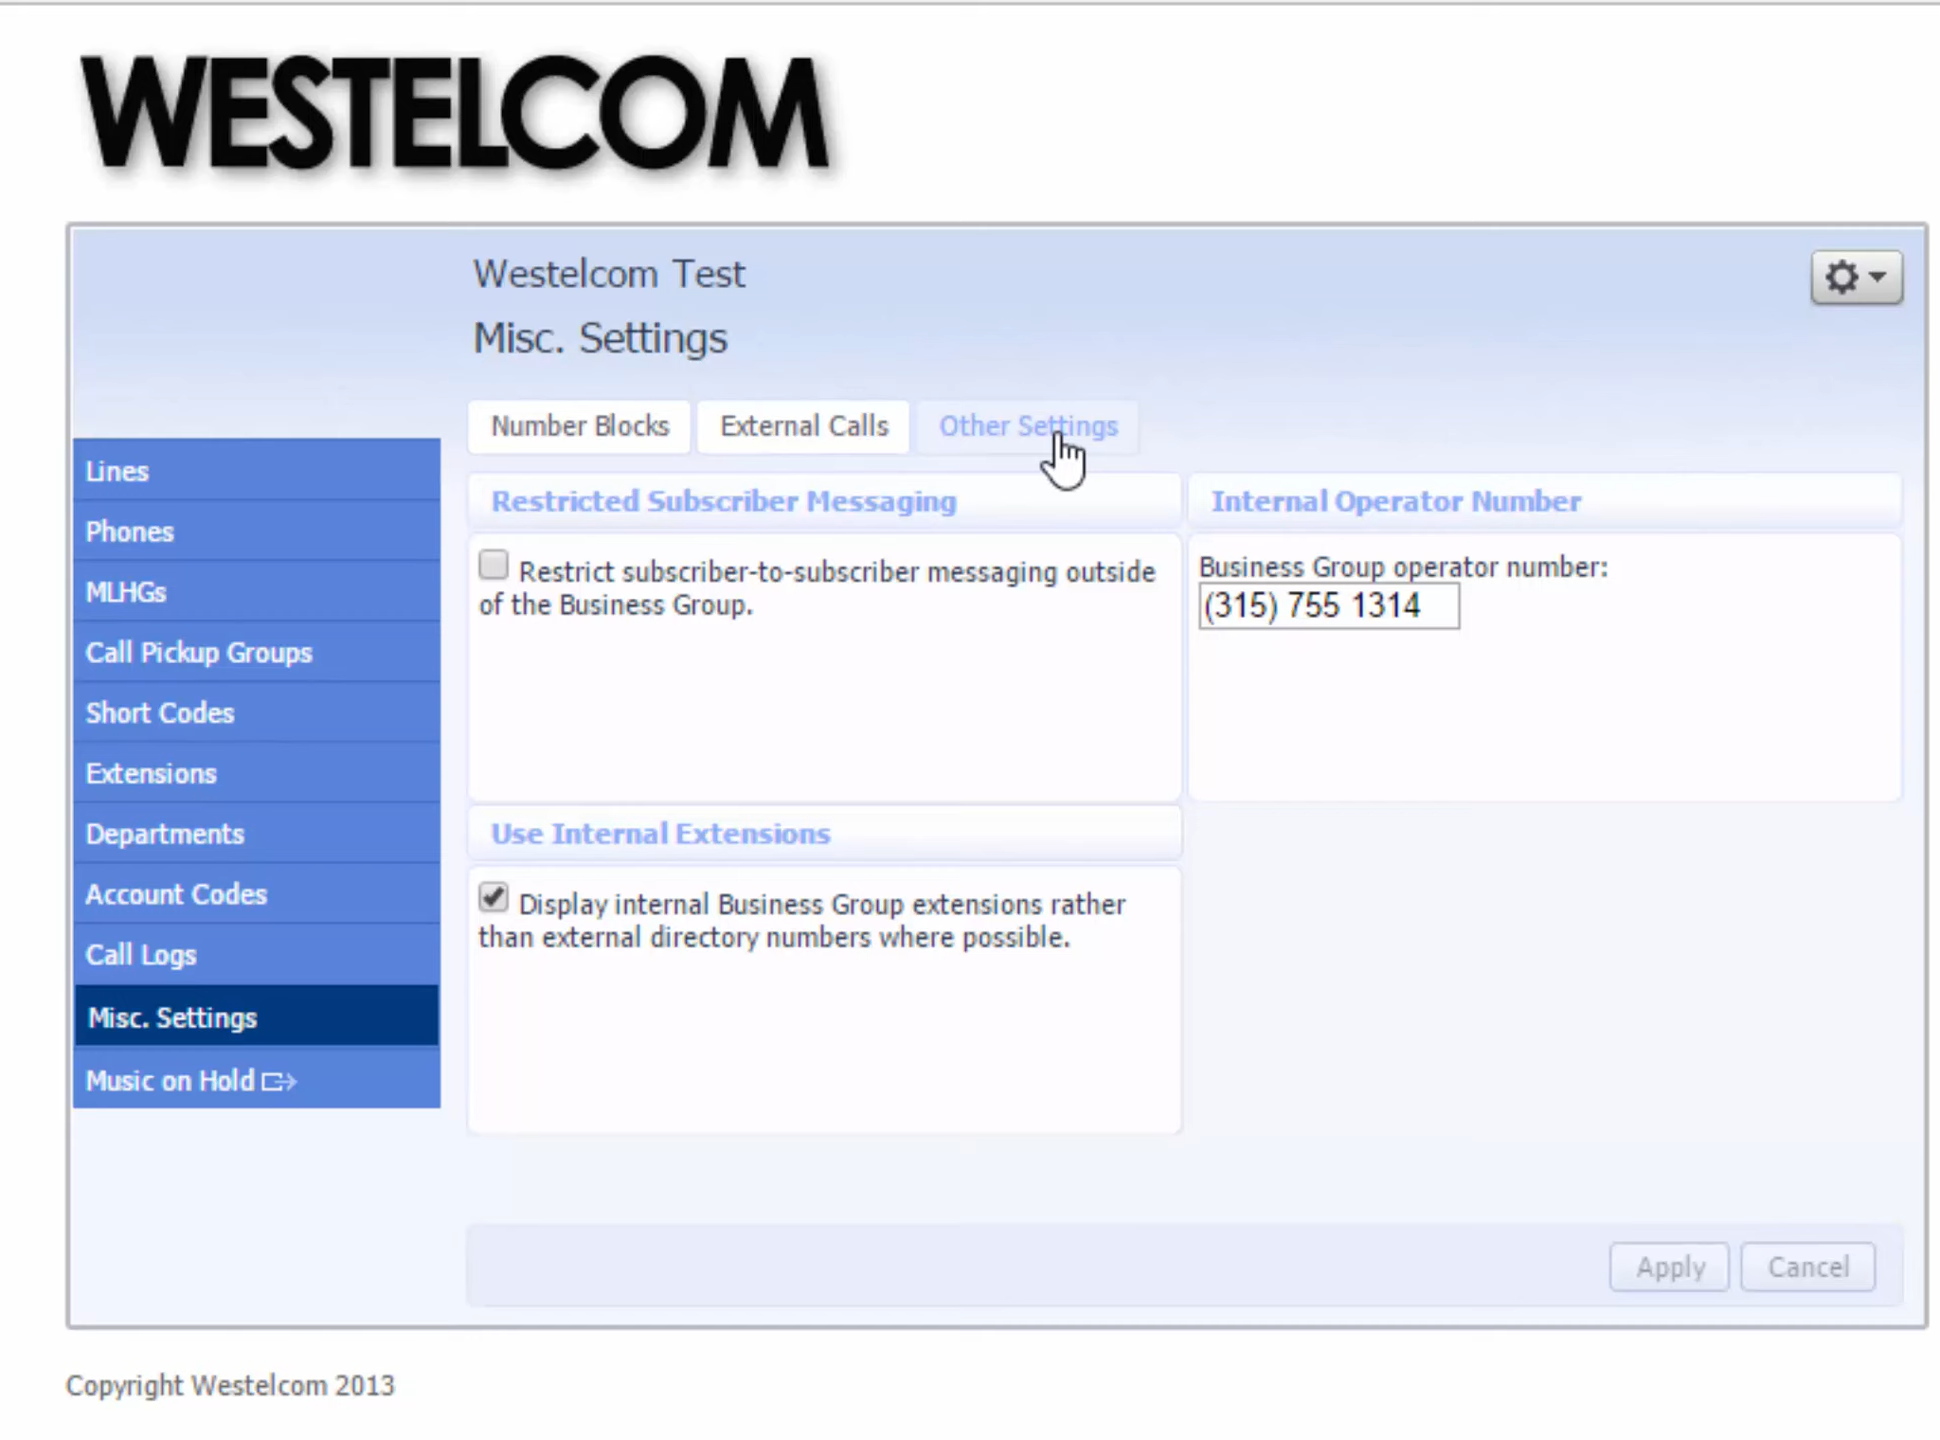 WESTELCOM
Westelcom Test
Misc. Settings
Number Blocks External Calls Other Settings
Lines
Phones
MLHGs
Call Pickup Groups
Short Codes
Extensions
Departments
Account Codes
Call Logs
Misc. Settings
Music on Hold
Restricted Subscriber Messaging
Restrict subscriber-to-subscriber messaging outside
of the Business Group.
Internal Operator Number
Business Group operator number:
(315) 755 1314
Use Internal Extensions
Display internal Business Group extensions rather
than external directory numbers where possible.
Apply Cancel
Copyright Westelcom 2013